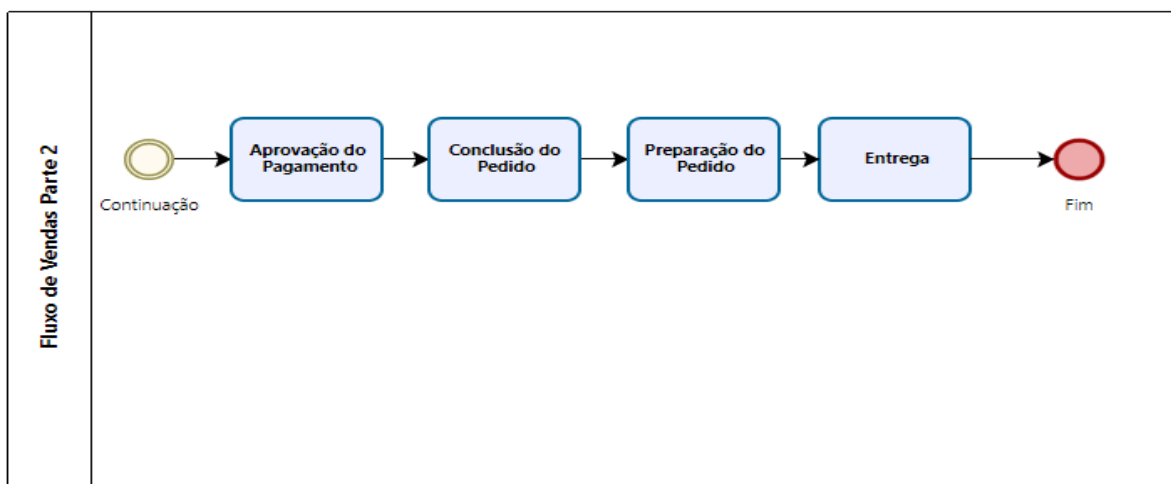 Fluxo de Vendas Parte 2
Continuação
Aprovação do
Pagamento
Conclusão do
Pedido
Preparação do
Pedido
Entrega
Fim